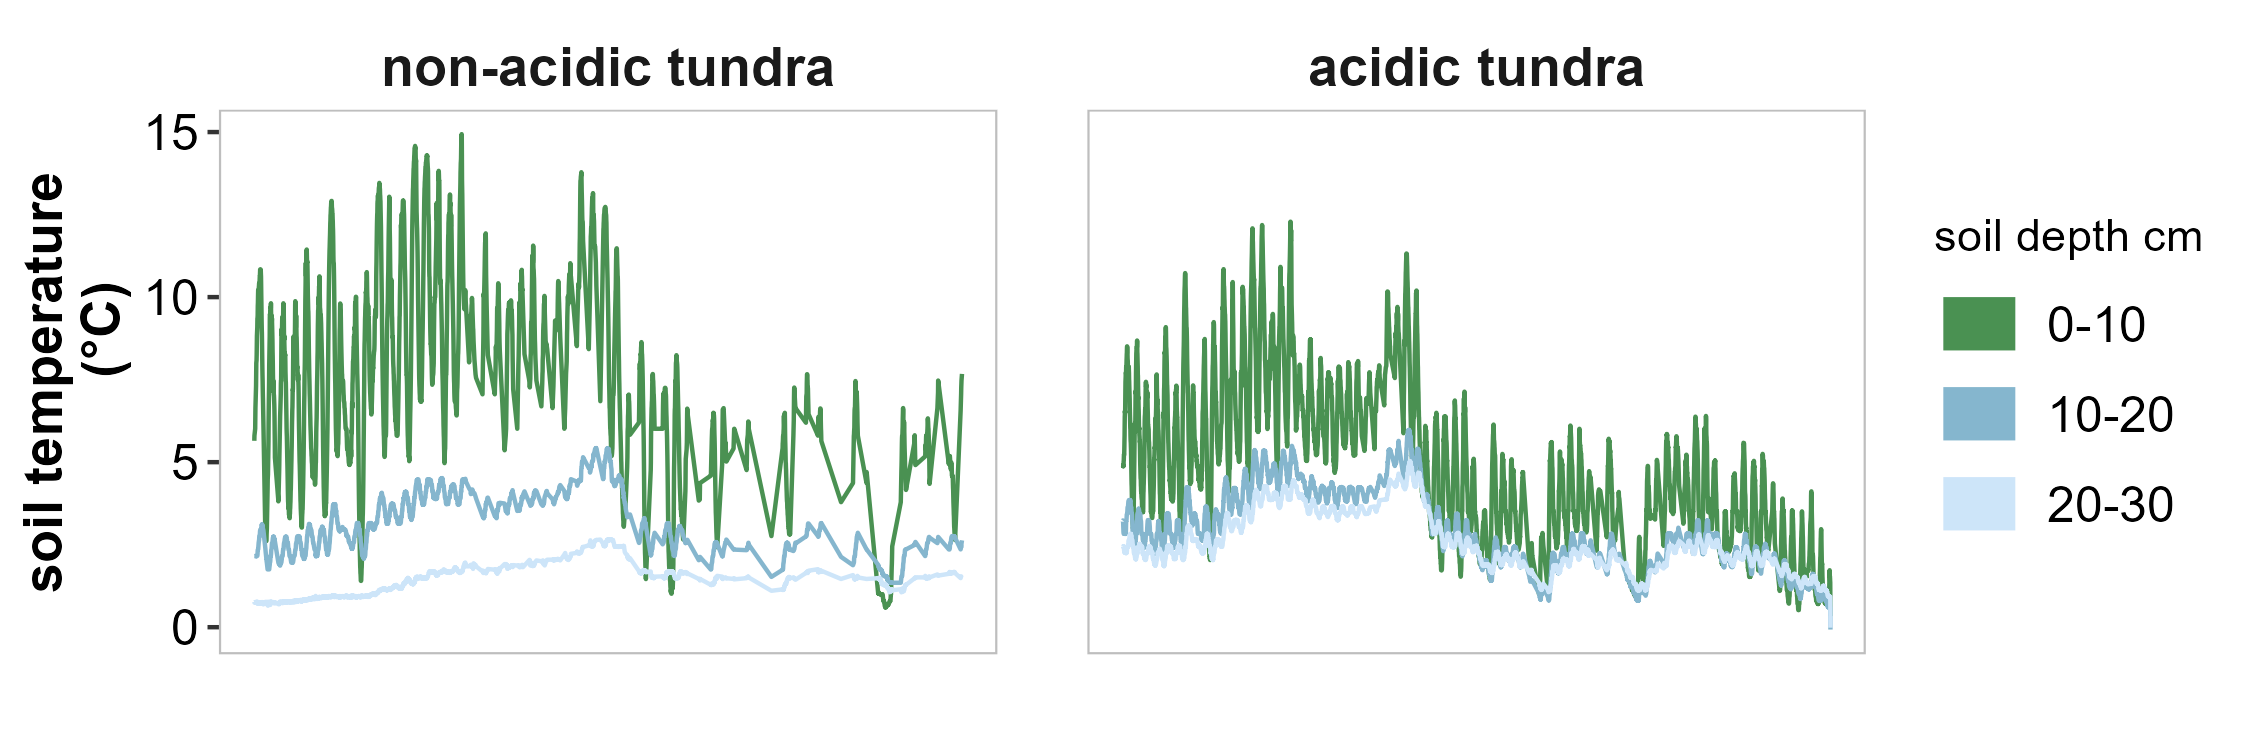 non-acidic tundra
acidic tundra
soil temperature
(°C)
15
10
5
0
soil depth cm
0-10
10-20
20-30